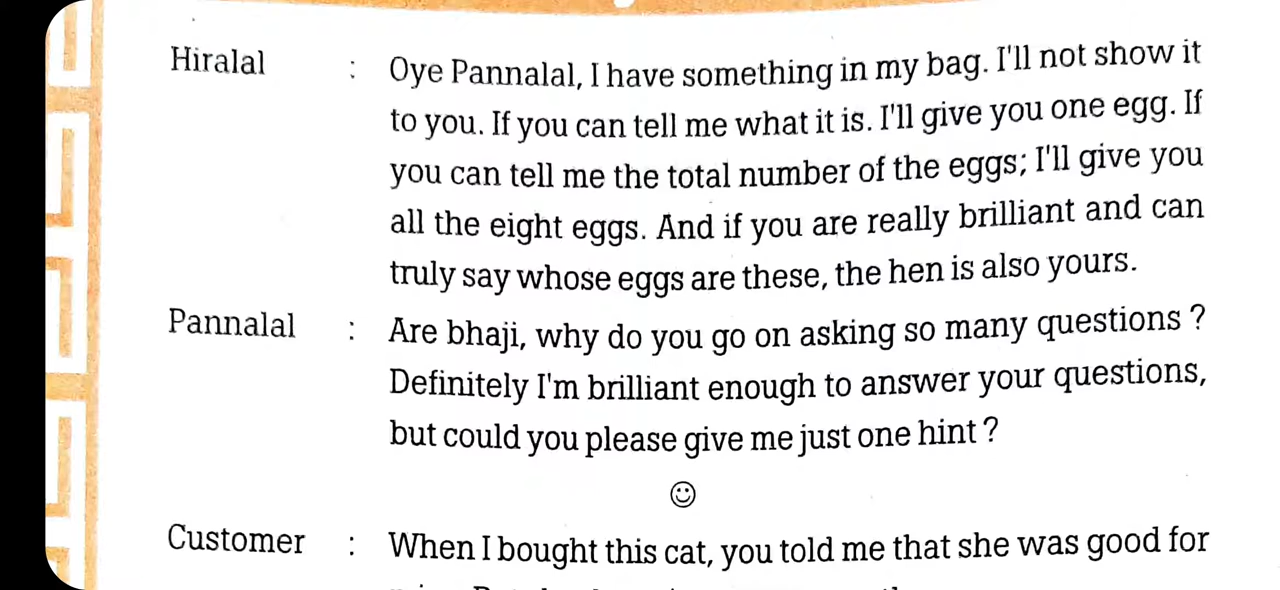 Hiralal : Oye Pannalal, I have something in my bag. I'll not show it
to you. If you can tell me what it is. I'll give you one egg. If
you can tell me the total number of the eggs; I'll give you
all the eight eggs. And if you are really brilliant and can
truly say whose eggs are these, the hen is also yours.
Pannalal : Are bhaji, why do you go on asking so many questions ?
Definitely I'm brilliant enough to answer your questions,
but could you please give me just one hint ?
Customer : When I bought this cat, you told me that she was good for